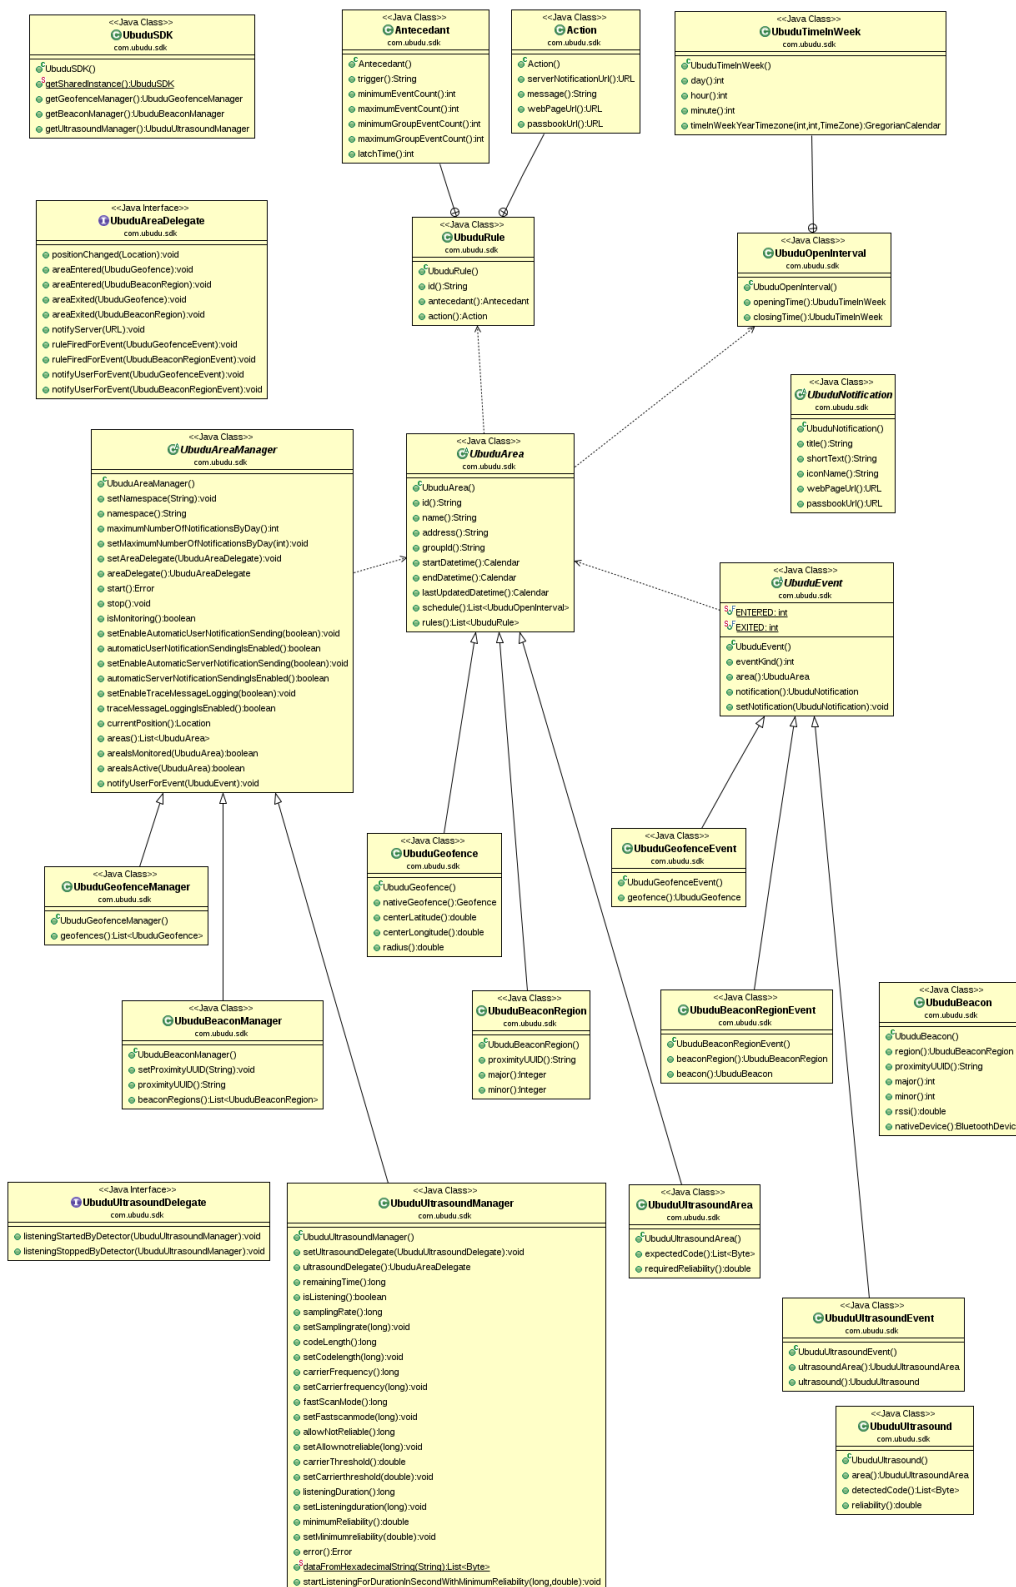 <<Java Class>>
UbuduSDK
com.ubudu.sdk
UbuduSDK()
getSharedInstance():UbuduSDK
getGeofenceManager():UbuduGeofenceManager
getBeaconManager():UbuduBeaconManager
getUltrasoundManager():UbuduUltrasoundManager
<<Java Class>>
Antecedant
com.ubudu.sdk
Antecedant()
trigger():String
minimumEventCount():int
maximumEventCount():int
minimumGroupEventCount():int
maximumGroupEventCount():int
latchTime():int
<<Java Class>>
Action
com.ubudu.sdk
Action()
serverNotificationUrl():URL
message():String
webPageUrl():URL
passbookUrl():URL
<<Java Class>>
UbuduTimeInWeek
com.ubudu.sdk
UbuduTimeInWeek()
day():int
hour():int
minute():int
timeInWeekYearTimezone(int,int,TimeZone):GregorianCalendar
<<Java Interface>>
UbuduAreaDelegate
com.ubudu.sdk
positionChanged(Location):void
areaEntered(UbuduGeofence):void
areaEntered(UbuduBeaconRegion):void
areaExited(UbuduGeofence):void
areaExited(UbuduBeaconRegion):void
notifyServer(URL):void
ruleFiredForEvent(UbuduGeofenceEvent):void
ruleFiredForEvent(UbuduBeaconRegionEvent):void
notifyUserForEvent(UbuduGeofenceEvent):void
notifyUserForEvent(UbuduBeaconRegionEvent):void
<<Java Class>>
UbuduRule
com.ubudu.sdk
UbuduRule()
id():String
antecedant():Antecedant
action():Action
<<Java Class>>
UbuduOpenInterval
com.ubudu.sdk
UbuduOpenInterval()
openingTime():UbuduTimeInWeek
closingTime():UbuduTimeInWeek
<<Java Class>>
UbuduNotification
com.ubudu.sdk
UbuduNotification()
title():String
shortText():String
iconName():String
webPageUrl():URL
passbookUrl():URL
<<Java Class>>
UbuduAreaManager
com.ubudu.sdk
UbuduAreaManager()
setNamespace(String):void
namespace():String
maximumNumberOfNotificationsByDay():int
setMaximumNumberOfNotificationsByDay(int):void
setAreaDelegate(UbuduAreaDelegate):void
areaDelegate():UbuduAreaDelegate
start():Error
stop():void
isMonitoring():boolean
setEnableAutomaticUserNotificationSending(boolean):void
automaticUserNotificationSendingIsEnabled():boolean
setEnableAutomaticServerNotificationSending(boolean):void
automaticServerNotificationSendingIsEnabled():boolean
setEnableTraceMessageLogging(boolean):void
traceMessageLoggingIsEnabled():boolean
currentPosition():Location
areas():List<UbuduArea>
areaIsMonitored(UbuduArea):boolean
areaIsActive(UbuduArea):boolean
notifyUserForEvent(UbuduEvent):void
<<Java Class>>
UbuduArea
com.ubudu.sdk
UbuduArea()
id():String
name():String
address():String
groupId():String
startDatetime():Calendar
endDatetime():Calendar
lastUpdatedDatetime():Calendar
schedule():List<UbuduOpenInterval>
rules():List<UbuduRule>
<<Java Class>>
UbuduEvent
com.ubudu.sdk
ENTERED: int
EXITED: int
UbuduEvent()
eventKind():int
area():UbuduArea
notification():UbuduNotification
setNotification(UbuduNotification):void
<<Java Class>>
UbuduGeofenceManager
com.ubudu.sdk
UbuduGeofenceManager()
geofences():List<UbuduGeofence>
<<Java Class>>
UbuduGeofence
com.ubudu.sdk
UbuduGeofence()
nativeGeofence():Geofence
centerLatitude():double
centerLongitude():double
radius():double
<<Java Class>>
UbuduGeofenceEvent
com.ubudu.sdk
UbuduGeofenceEvent()
geofence():UbuduGeofence
<<Java Class>>
UbuduBeaconManager
com.ubudu.sdk
UbuduBeaconManager()
setProximityUUID(String):void
proximityUUID():String
beaconRegions():List<UbuduBeaconRegion>
<<Java Class>>
UbuduBeaconRegion
com.ubudu.sdk
UbuduBeaconRegion()
proximityUUID():String
major():Integer
minor():Integer
<<Java Class>>
UbuduBeaconRegionEvent
com.ubudu.sdk
UbuduBeaconRegionEvent()
beaconRegion():UbuduBeaconRegion
beacon():UbuduBeacon
<<Java Class>>
UbuduBeacon
com.ubudu.sdk
UbuduBeacon()
region():UbuduBeaconRegion
proximityUUID():String
major():int
minor():int
rssi():double
nativeDevice():BluetoothDevic
<<Java Interface>>
UbuduUltrasoundDelegate
com.ubudu.sdk
listeningStartedByDetector(UbuduUltrasoundManager):void
listeningStoppedByDetector(UbuduUltrasoundManager):void
<<Java Class>>
UbuduUltrasoundManager
com.ubudu.sdk
UbuduUltrasoundManager()
setUltrasoundDelegate(UbuduUltrasoundDelegate):void
ultrasoundDelegate():UbuduAreaDelegate
remainingTime():long
isListening():boolean
samplingRate():long
setSamplingrate(long):void
codeLength():long
setCodelength(long):void
carrierFrequency():long
setCarrierfrequency(long):void
fastScanMode():long
setFastscanmode(long):void
allowNotReliable():long
setAllownotreliable(long):void
carrierThreshold():double
setCarrierthreshold(double):void
listeningDuration():long
setListeningduration(long):void
minimumReliability():double
setMinimumreliability(double):void
error():Error
dataFromHexadecimalString(String):List<Byte>
startListeningForDurationInSecondWithMinimumReliability(long,double):void
<<Java Class>>
UbuduUltrasoundArea
com.ubudu.sdk
UbuduUltrasoundArea()
expectedCode():List<Byte>
requiredReliability():double
<<Java Class>>
UbuduUltrasoundEvent
com.ubudu.sdk
UbuduUltrasoundEvent()
ultrasoundArea():UbuduUltrasoundArea
ultrasound():UbuduUltrasound
<<Java Class>>
UbuduUltrasound
com.ubudu.sdk
UbuduUltrasound()
area():UbuduUltrasoundArea
detectedCode():List<Byte>
reliability():double